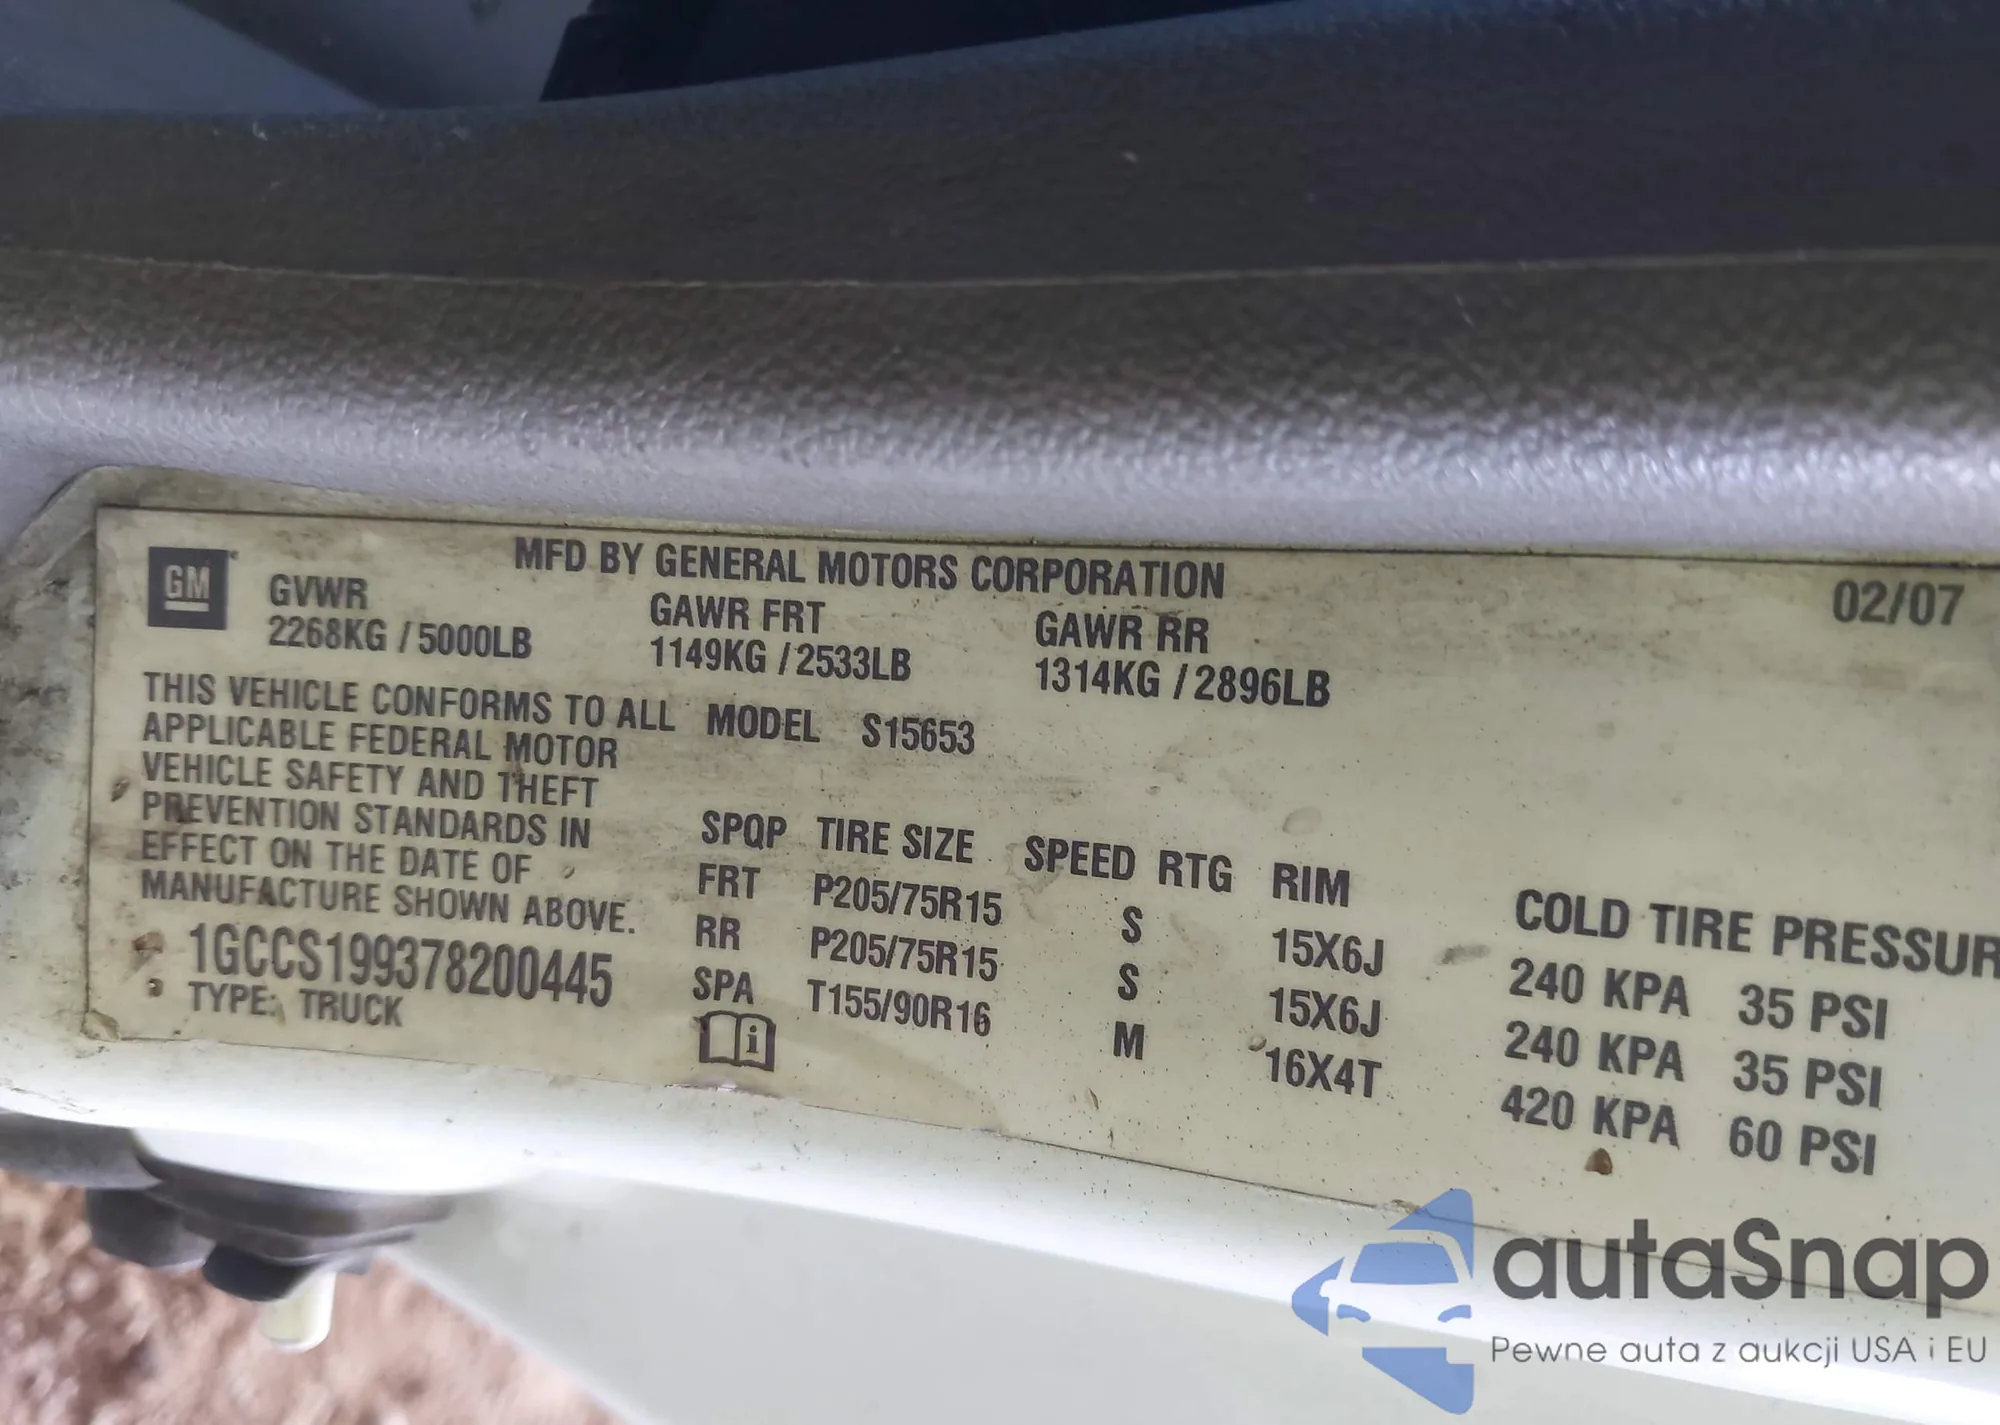 GM
MFD BY GENERAL MOTORS CORPORATION
02/07
GVWR
GAWR FRT
GAWR RR
2268KG / 5000LB
1149KG / 2533LB
1314KG / 2896LB
THIS VEHICLE CONFORMS TO ALL
APPLICABLE FEDERAL MOTOR
VEHICLE SAFETY AND THEFT
PREVENTION STANDARDS IN
EFFECT ON THE DATE OF
MANUFACTURE SHOWN ABOVE.
1GCCS199378200445
TYPE: TRUCK
MODEL S15653
SPQP TIRE SIZE SPEED RTG RIM COLD TIRE PRESSUR
FRT P205/75R15 S 15X6J 240 KPA 35 PSI
RR P205/75R15 S 15X6J 240 KPA 35 PSI
SPA T155/90R16 M 16X4T 420 KPA 60 PSI
i
autaSnap
Pewne auta z aukcji USA i EU